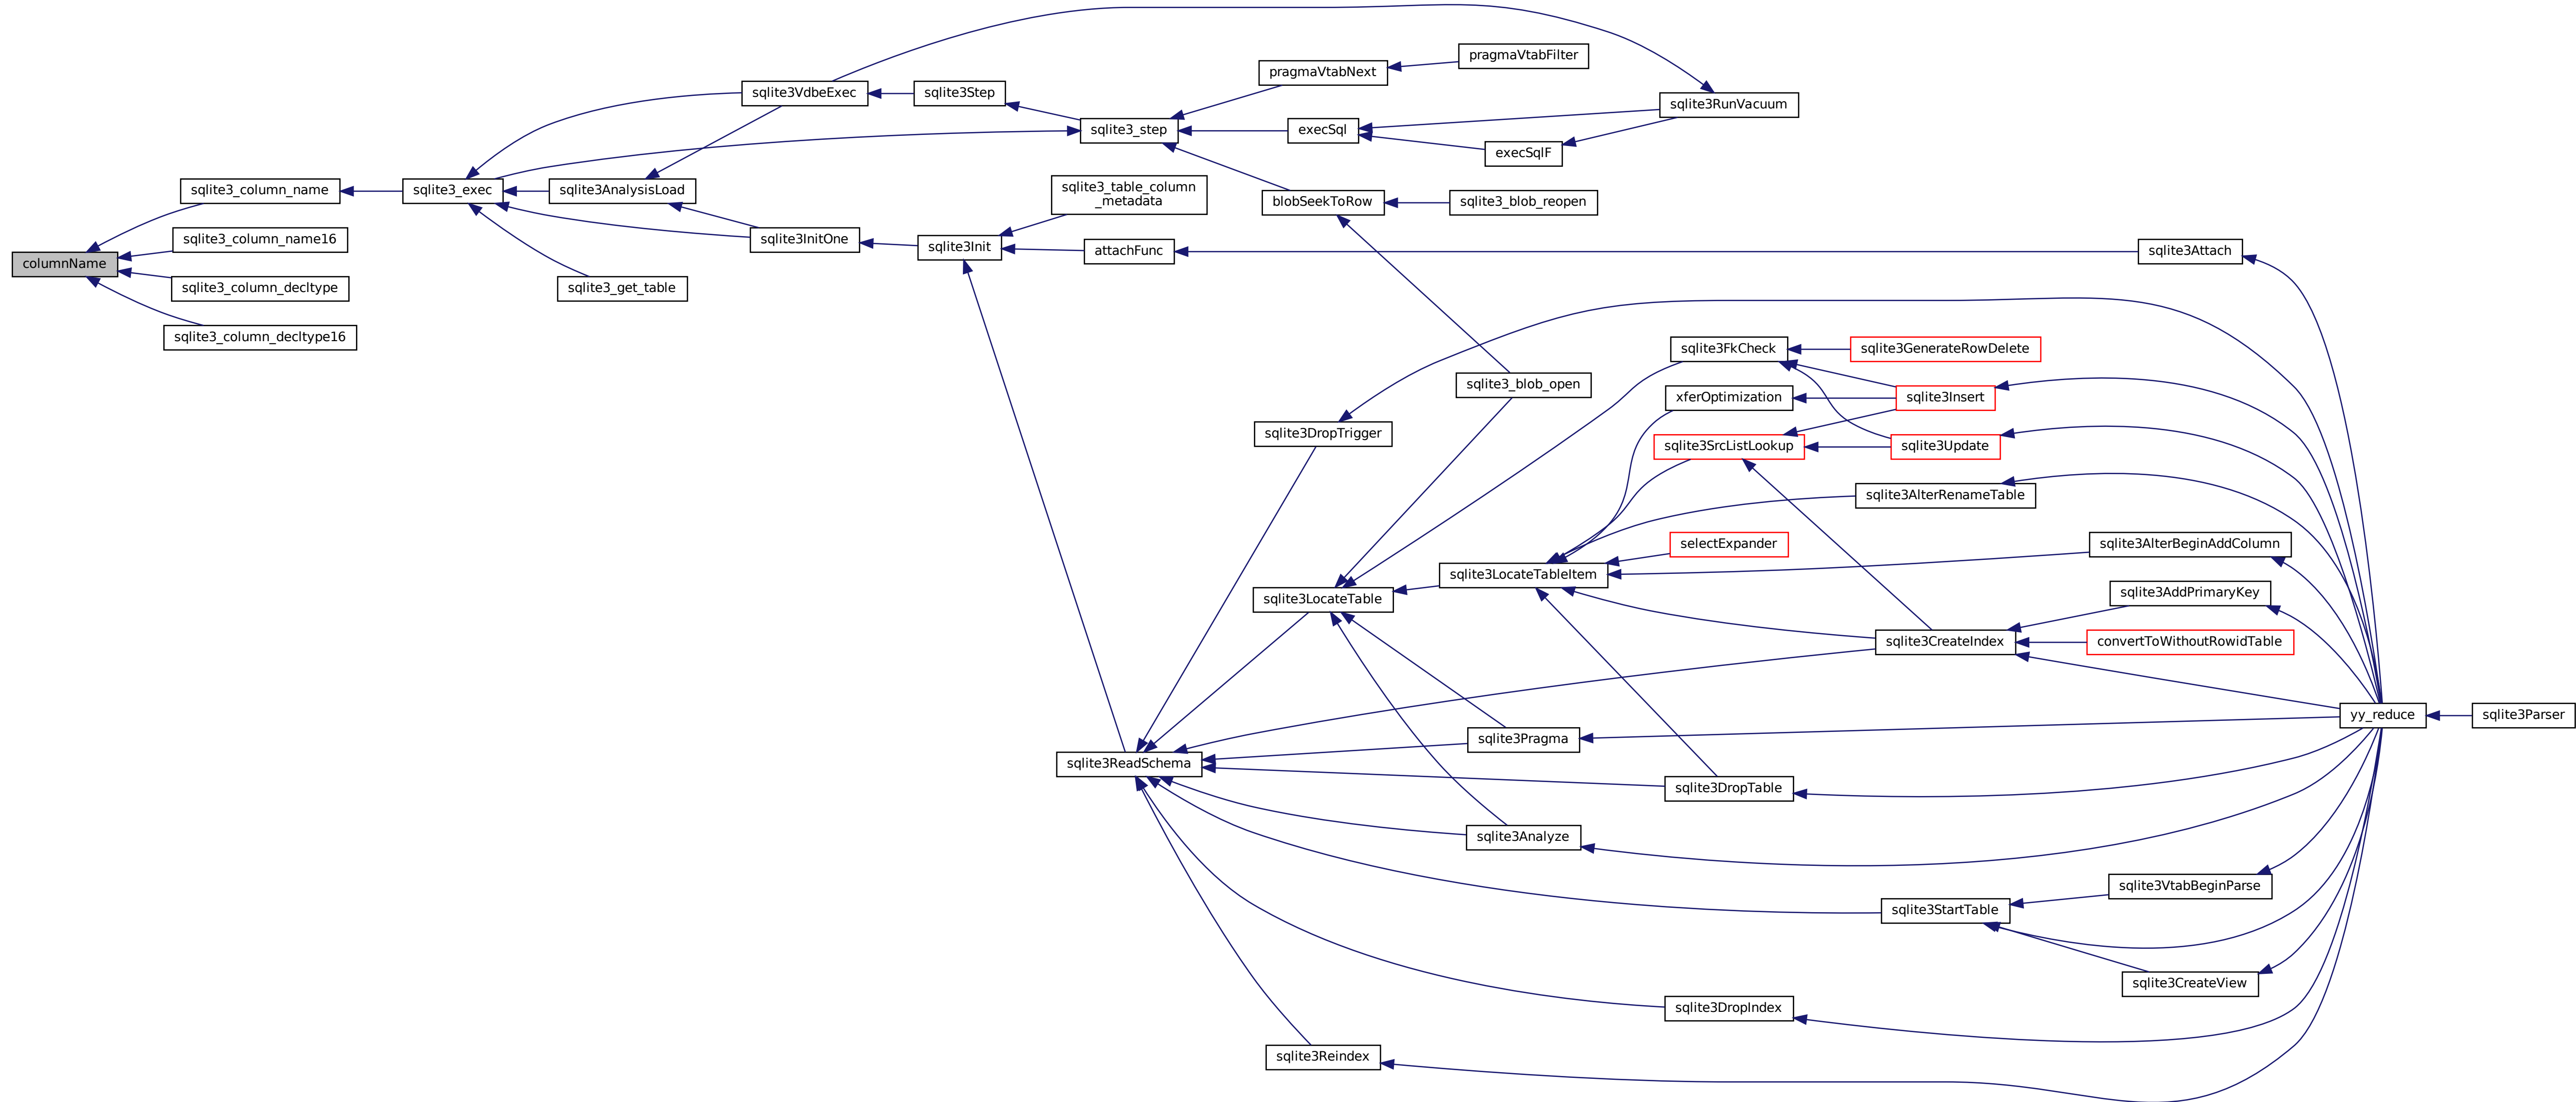 pragmaVtabFilter
pragmaVtabNext
sqlite3VdbeExec
sqlite3Step
sqlite3RunVacuum
sqlite3_step
execSql
execSqlF
sqlite3_column_name
sqlite3_exec
sqlite3AnalysisLoad
sqlite3_table_column
_metadata
blobSeekToRow
sqlite3_blob_reopen
sqlite3_column_name16
sqlite3InitOne
sqlite3Init
attachFunc
sqlite3Attach
columnName
sqlite3_column_decltype
sqlite3_get_table
sqlite3_column_decltype16
sqlite3FkCheck
sqlite3GenerateRowDelete
sqlite3_blob_open
xferOptimization
sqlite3Insert
sqlite3DropTrigger
sqlite3SrcListLookup
sqlite3Update
sqlite3AlterRenameTable
selectExpander
sqlite3AlterBeginAddColumn
sqlite3LocateTableItem
sqlite3LocateTable
sqlite3AddPrimaryKey
sqlite3CreateIndex
convertToWithoutRowidTable
yy_reduce
sqlite3Parser
sqlite3Pragma
sqlite3ReadSchema
sqlite3DropTable
sqlite3Analyze
sqlite3VtabBeginParse
sqlite3StartTable
sqlite3CreateView
sqlite3DropIndex
sqlite3Reindex